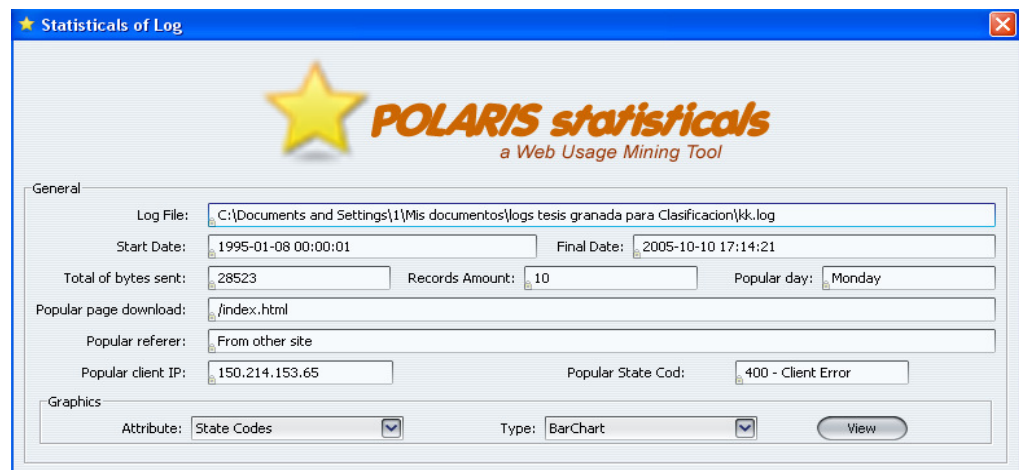 Statisticals of Log
POLARIS statisticals
a Web Usage Mining Tool
General
Log File: C:\Documents and Settings\1\Mis documentos\logs tesis granada para Clasificacion\kk.log
Start Date: 1995-01-08 00:00:01 Final Date: 2005-10-10 17:14:21
Total of bytes sent: 28523 Records Amount: 10 Popular day: Monday
Popular page download: /index.html
Popular referer: From other site
Popular client IP: 150.214.153.65 Popular State Cod: 400 - Client Error
Graphics
Attribute: State Codes Type: BarChart View